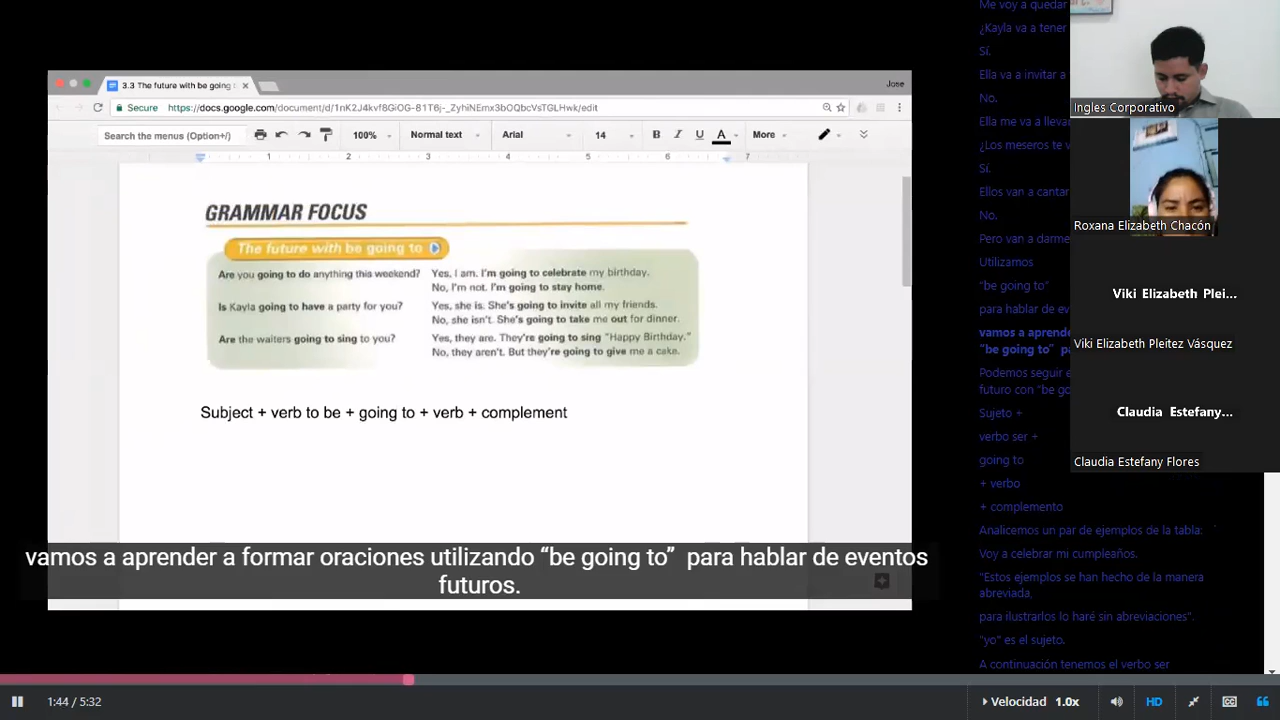 3.3 The future with be going t
Jose
Secure https://docs.google.com/document/d/1nK2J4kvf8GiOG-81T6j-_ZyhiNEmx3bOQbcVsTGLHwk/edit
Search the menus (Option+/) 100% Normal text Arial 14 B I U A More
1 2 3 4 5 6 7
GRAMMAR FOCUS
The future with be going to
Are you going to do anything this weekend? Yes, I am. I'm going to celebrate my birthday.
No, I'm not. I'm going to stay home.
Is Kayla going to have a party for you? Yes, she is. She's going to invite all my friends.
No, she isn't. She's going to take me out for dinner.
Are the waiters going to sing to you? Yes, they are. They're going to sing "Happy Birthday."
No, they aren't. But they're going to give me a cake.
Subject + verb to be + going to + verb + complement
vamos a aprender a formar oraciones utilizando “be going to” para hablar de eventos
futuros.
1:44 / 5:32
Velocidad 1.0x HD
Me voy a quedar
¿Kayla va a tener
Sí.
Ella va a invitar a
No.
Ella me va a llevar
¿Los meseros te v
Sí.
Ellos van a cantar
No.
Pero van a darme
Utilizamos
“be going to”
para hablar de ev
vamos a aprende
“be going to” p
Podemos seguir e
futuro con “be go
Sujeto +
verbo ser +
going to
+ verbo
+ complemento
Analicemos un par de ejemplos de la tabla:
Voy a celebrar mi cumpleaños.
"Estos ejemplos se han hecho de la manera
abreviada,
para ilustrarlos lo haré sin abreviaciones".
"yo" es el sujeto.
A continuación tenemos el verbo ser
Ingles Corporativo
Roxana Elizabeth Chacón
Viki Elizabeth Plei...
Viki Elizabeth Pleitez Vásquez
Claudia Estefany...
Claudia Estefany Flores